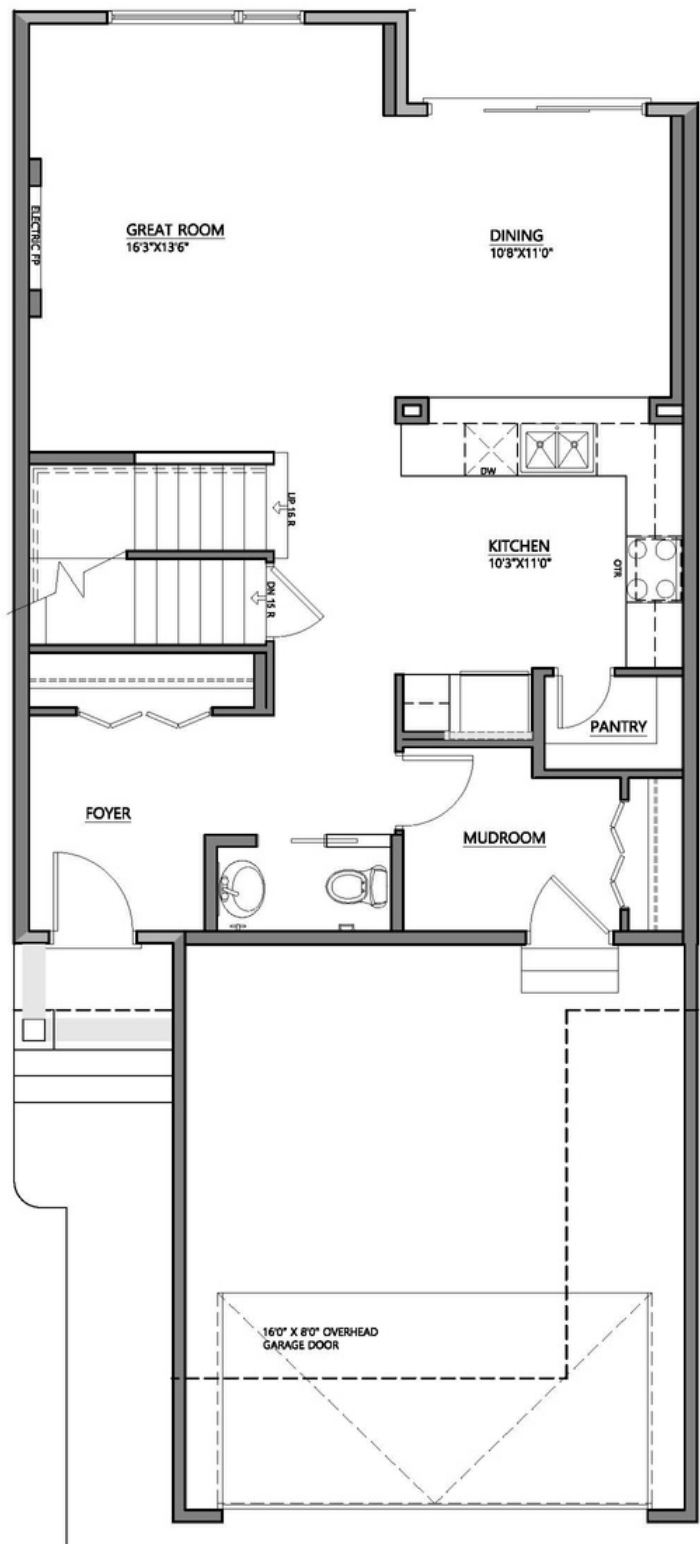 GREAT ROOM
16'3"X13'6"
ELECTRIC FP
DINING
10'8"X11'0"
DW
UP 16 R
KITCHEN
10'3"X11'0"
OTR
DN 15 R
PANTRY
FOYER
MUDROOM
16'0" X 8'0" OVERHEAD
GARAGE DOOR